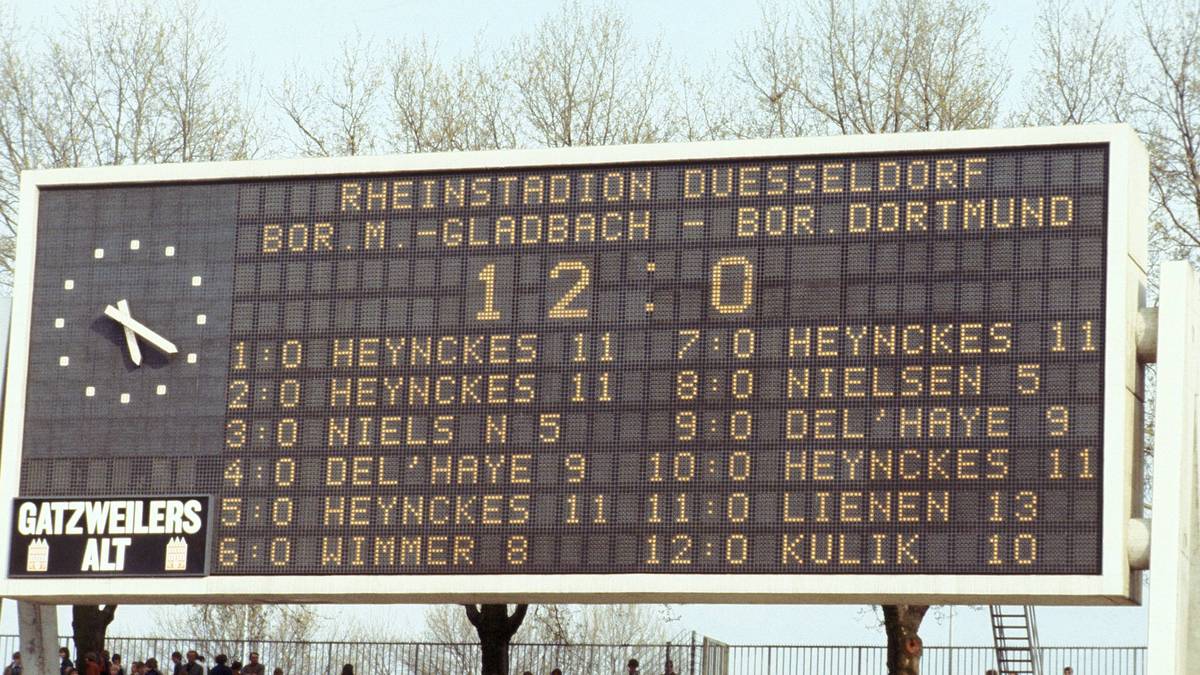 RHEINSTADION DUESSELDORF
BOR.M.-GLADBACH - BOR.DORTMUND
12:0
1:0 HEYNCKES 11 7:0 HEYNCKES 11
2:0 HEYNCKES 11 8:0 NIELSEN 5
3:0 NIELS N 5 9:0 DEL'HAYE 9
4:0 DEL'HAYE 9 10:0 HEYNCKES 11
5:0 HEYNCKES 11 11:0 LIENEN 13
6:0 WIMMER 8 12:0 KULIK 10
GATZWEILERS
ALT